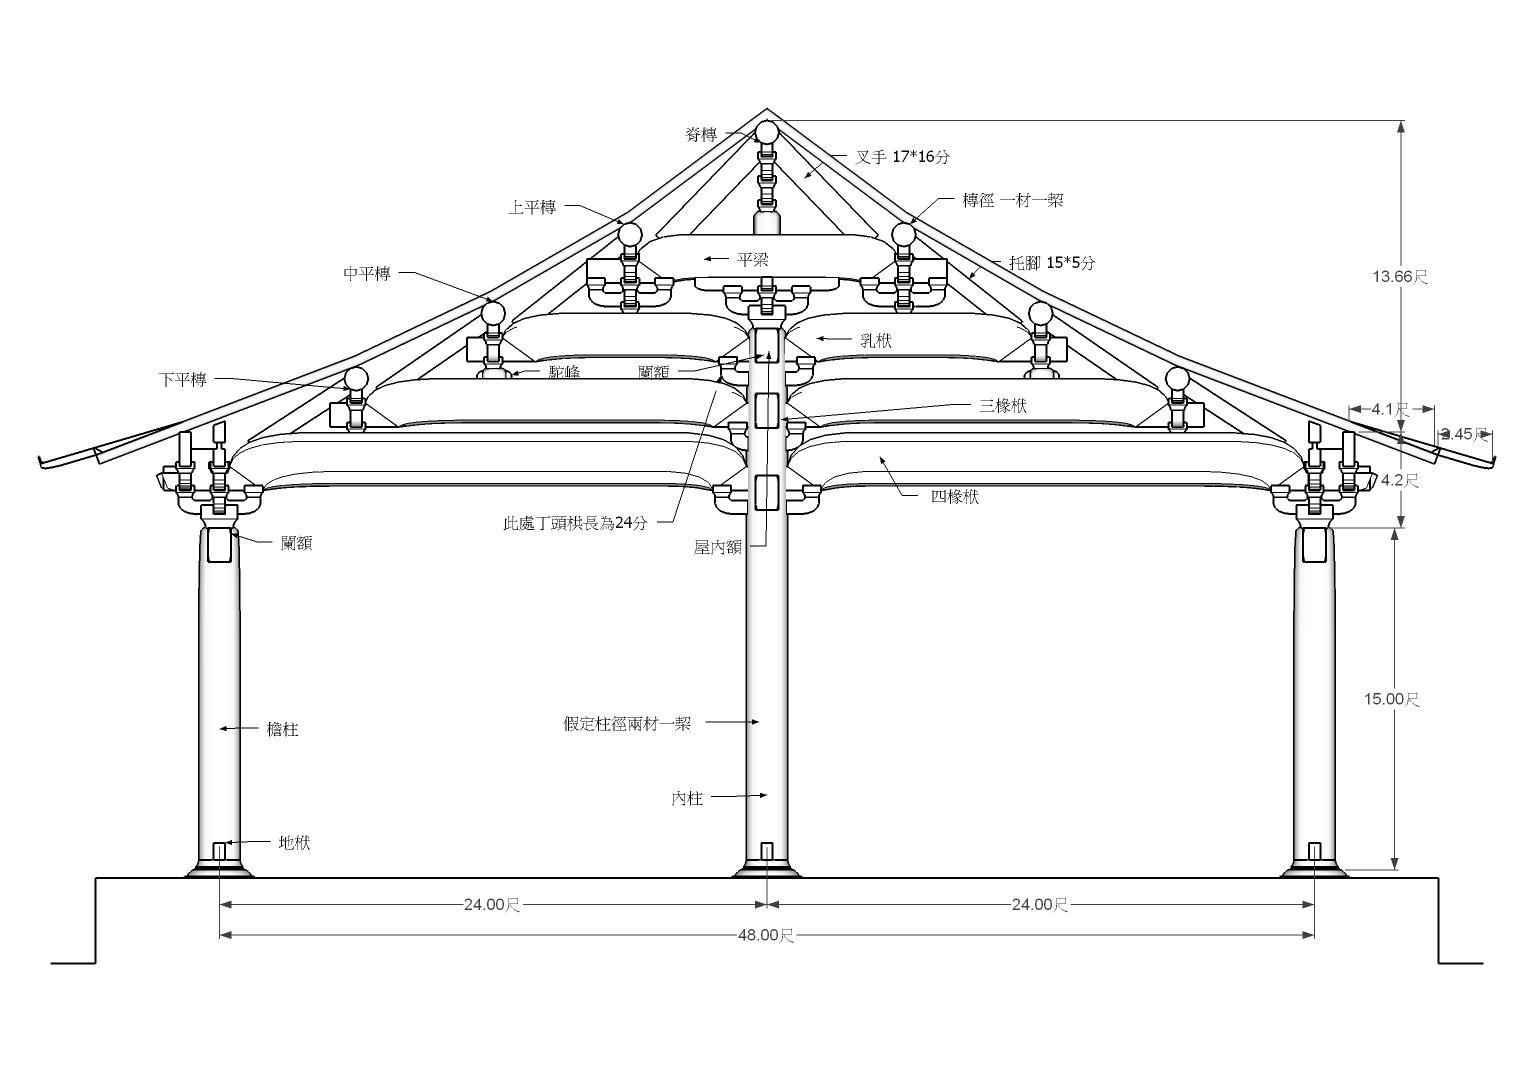 脊槫
叉手 17*16分
上平槫
槫徑 一材一栔
平梁
托腳 15*5分
中平槫
13.66尺
乳栿
駝峰
闌額
下平槫
三椽栿
4.1尺
2.45尺
4.2尺
四椽栿
此處丁頭栱長為24分
闌額
屋內額
15.00尺
檐柱
假定柱徑兩材一栔
內柱
地栿
24.00尺
24.00尺
48.00尺